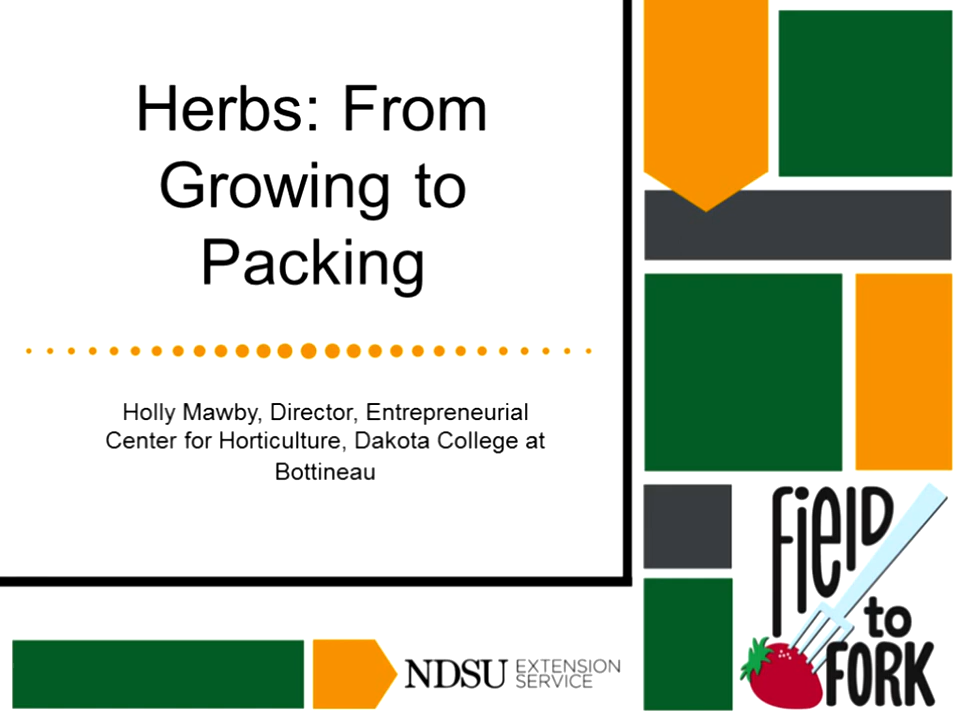 Herbs: From
Growing to
Packing
Holly Mawby, Director, Entrepreneurial
Center for Horticulture, Dakota College at
Bottineau
NDSU EXTENSION
SERVICE
FiElD
to
FORK